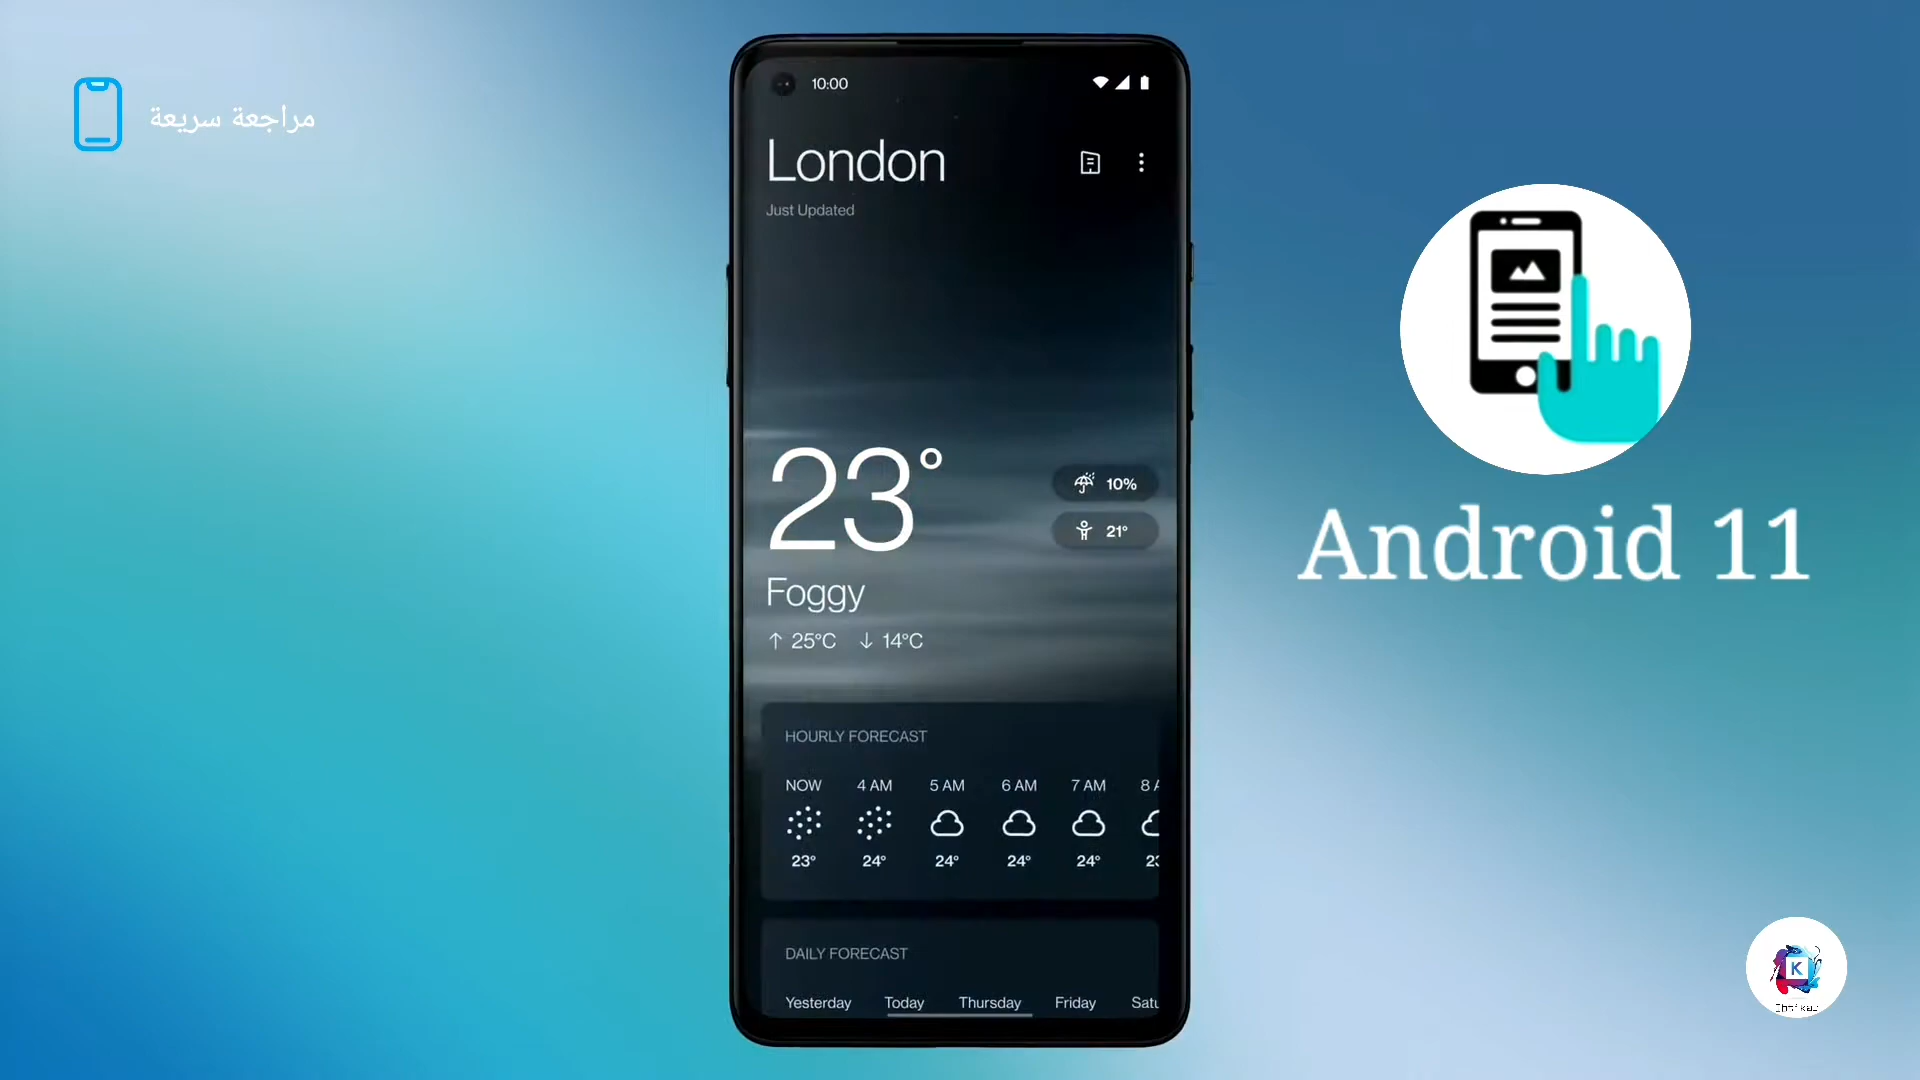 مراجعة سريعة
10:00
London
Just Updated
23°
10%
21°
Foggy
↑ 25°C ↓ 14°C
HOURLY FORECAST
NOW 4 AM 5 AM 6 AM 7 AM 8
23° 24° 24° 24° 24°
DAILY FORECAST
Yesterday Today Thursday Friday
Android 11
K